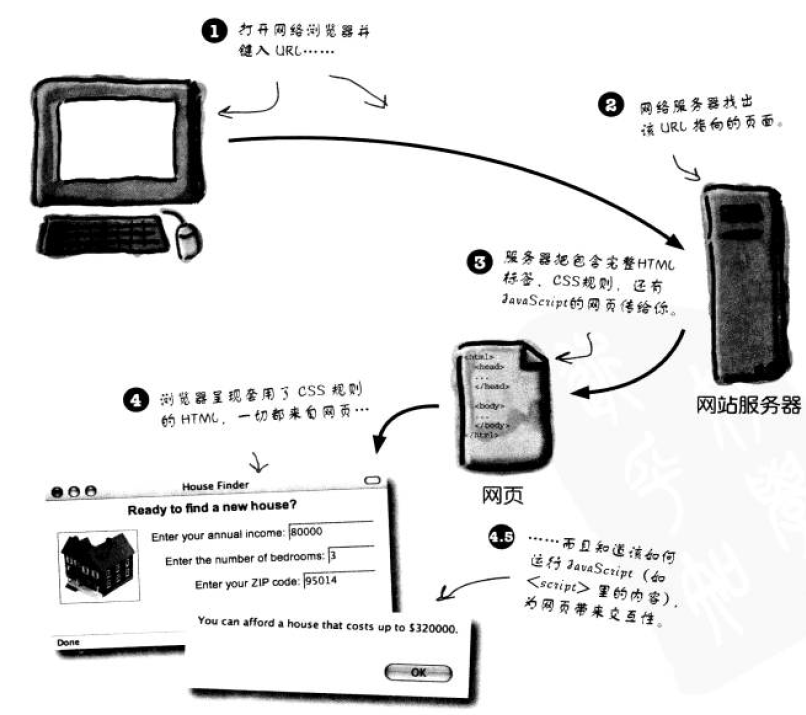 1 打开网络浏览器并
键入 URL……
2 网络服务器找出
该 URL 指向的页面。
3 服务器把包含完整HTML
标签、CSS规则，还有
JavaScript的网页传给你。
网站服务器
<html>
<head>
...
</head>
<body>
...
</body>
</html>
网页
4 浏览器呈现套用了 CSS 规则
的 HTML，一切都来自网页…
House Finder
Ready to find a new house?
Enter your annual income: 80000
Enter the number of bedrooms: 3
Enter your ZIP code: 95014
Done
You can afford a house that costs up to $320000.
OK
4.5 ……而且知道该如何
运行 JavaScript（如
<script> 里的内容），
为网页带来交互性。